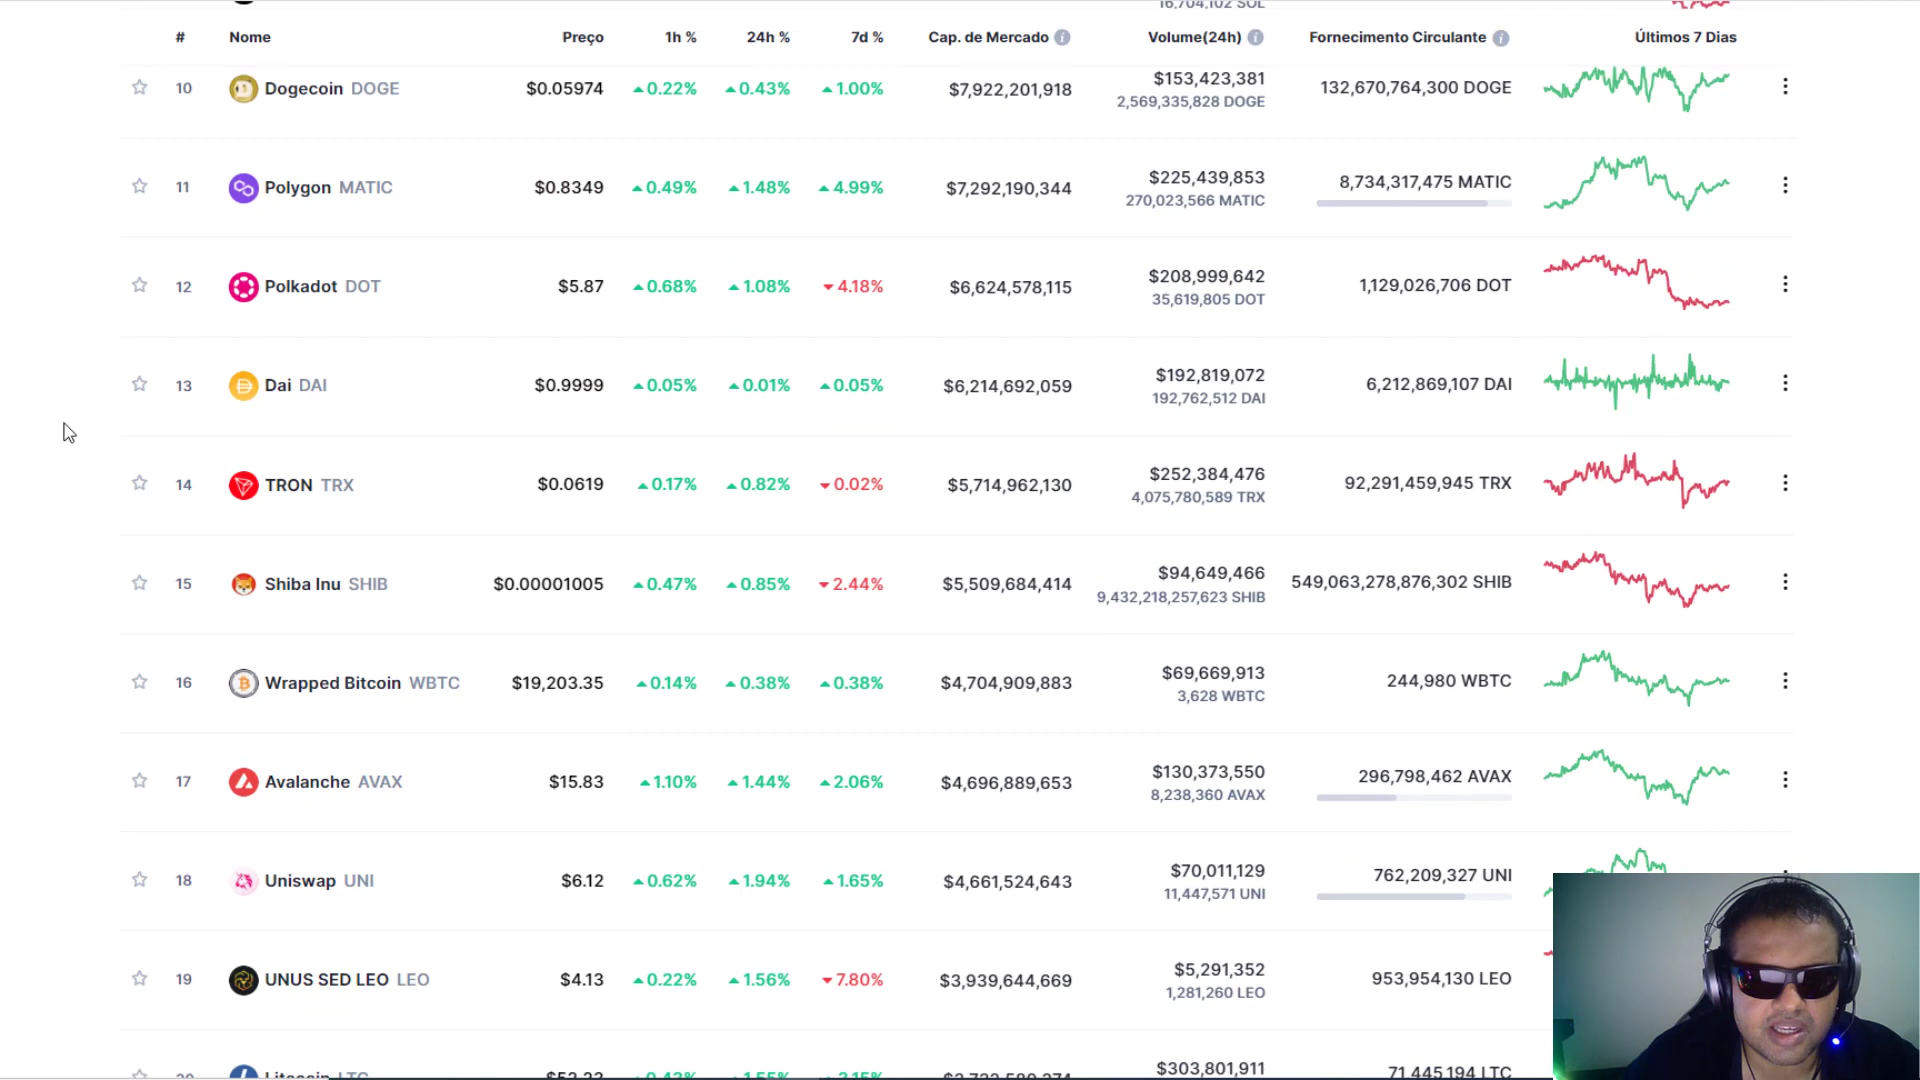 16,704,102 SOL
# Nome Preço 1h % 24h % 7d % Cap. de Mercado Volume(24h) Fornecimento Circulante Últimos 7 Dias
10 Dogecoin DOGE $0.05974 0.22% 0.43% 1.00% $7,922,201,918 $153,423,381 132,670,764,300 DOGE
2,569,335,828 DOGE
11 Polygon MATIC $0.8349 0.49% 1.48% 4.99% $7,292,190,344 $225,439,853 8,734,317,475 MATIC
270,023,566 MATIC
12 Polkadot DOT $5.87 0.68% 1.08% 4.18% $6,624,578,115 $208,999,642 1,129,026,706 DOT
35,619,805 DOT
13 Dai DAI $0.9999 0.05% 0.01% 0.05% $6,214,692,059 $192,819,072 6,212,869,107 DAI
192,762,512 DAI
14 TRON TRX $0.0619 0.17% 0.82% 0.02% $5,714,962,130 $252,384,476 92,291,459,945 TRX
4,075,780,589 TRX
15 Shiba Inu SHIB $0.00001005 0.47% 0.85% 2.44% $5,509,684,414 $94,649,466 549,063,278,876,302 SHIB
9,432,218,257,623 SHIB
16 Wrapped Bitcoin WBTC $19,203.35 0.14% 0.38% 0.38% $4,704,909,883 $69,669,913 244,980 WBTC
3,628 WBTC
17 Avalanche AVAX $15.83 1.10% 1.44% 2.06% $4,696,889,653 $130,373,550 296,798,462 AVAX
8,238,360 AVAX
18 Uniswap UNI $6.12 0.62% 1.94% 1.65% $4,661,524,643 $70,011,129 762,209,327 UNI
11,447,571 UNI
19 UNUS SED LEO LEO $4.13 0.22% 1.56% 7.80% $3,939,644,669 $5,291,352 953,954,130 LEO
1,281,260 LEO
20 Litecoin LTC 0.43% 1.55% $303,801,911 71,445,194 LTC